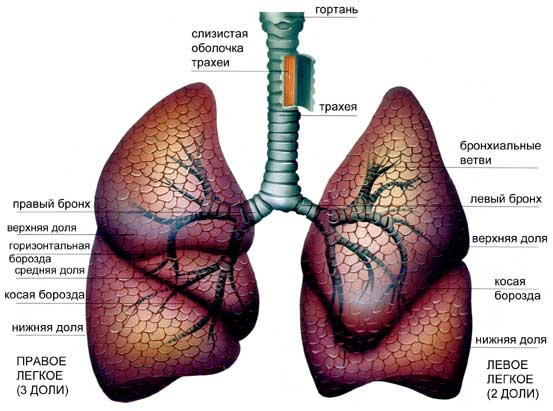 гортань
слизистая
оболочка
трахеи
трахея
бронхиальные
ветви
правый бронх
левый бронх
верхняя доля
горизонтальная
борозда
средняя доля
косая борозда
нижняя доля
верхняя доля
косая
борозда
нижняя доля
ПРАВОЕ
ЛЕГКОЕ
(3 ДОЛИ)
ЛЕВОЕ
ЛЕГКОЕ
(2 ДОЛИ)